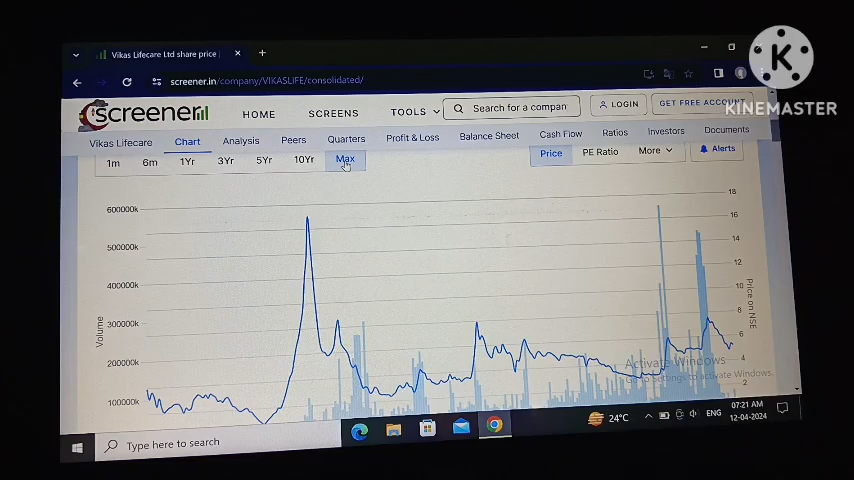 Vikas Lifecare Ltd share price
screener.in/company/VIKASLIFE/consolidated/
screener
HOME
SCREENS
TOOLS
Search for a compan
LOGIN
GET FREE ACCOUNT
KINEMASTER
Vikas Lifecare
Chart
Analysis
Peers
Quarters
Profit & Loss
Balance Sheet
Cash Flow
Ratios
Investors
Documents
1m
6m
1Yr
3Yr
5Yr
10Yr
Max
Price
PE Ratio
More
Alerts
600000k
500000k
400000k
300000k
200000k
100000k
Volume
18
16
14
12
10
8
6
4
2
Price on NSE
Activate Windows
Go to Settings to activate Windows.
Type here to search
24°C
ENG
07:21 AM
12-04-2024